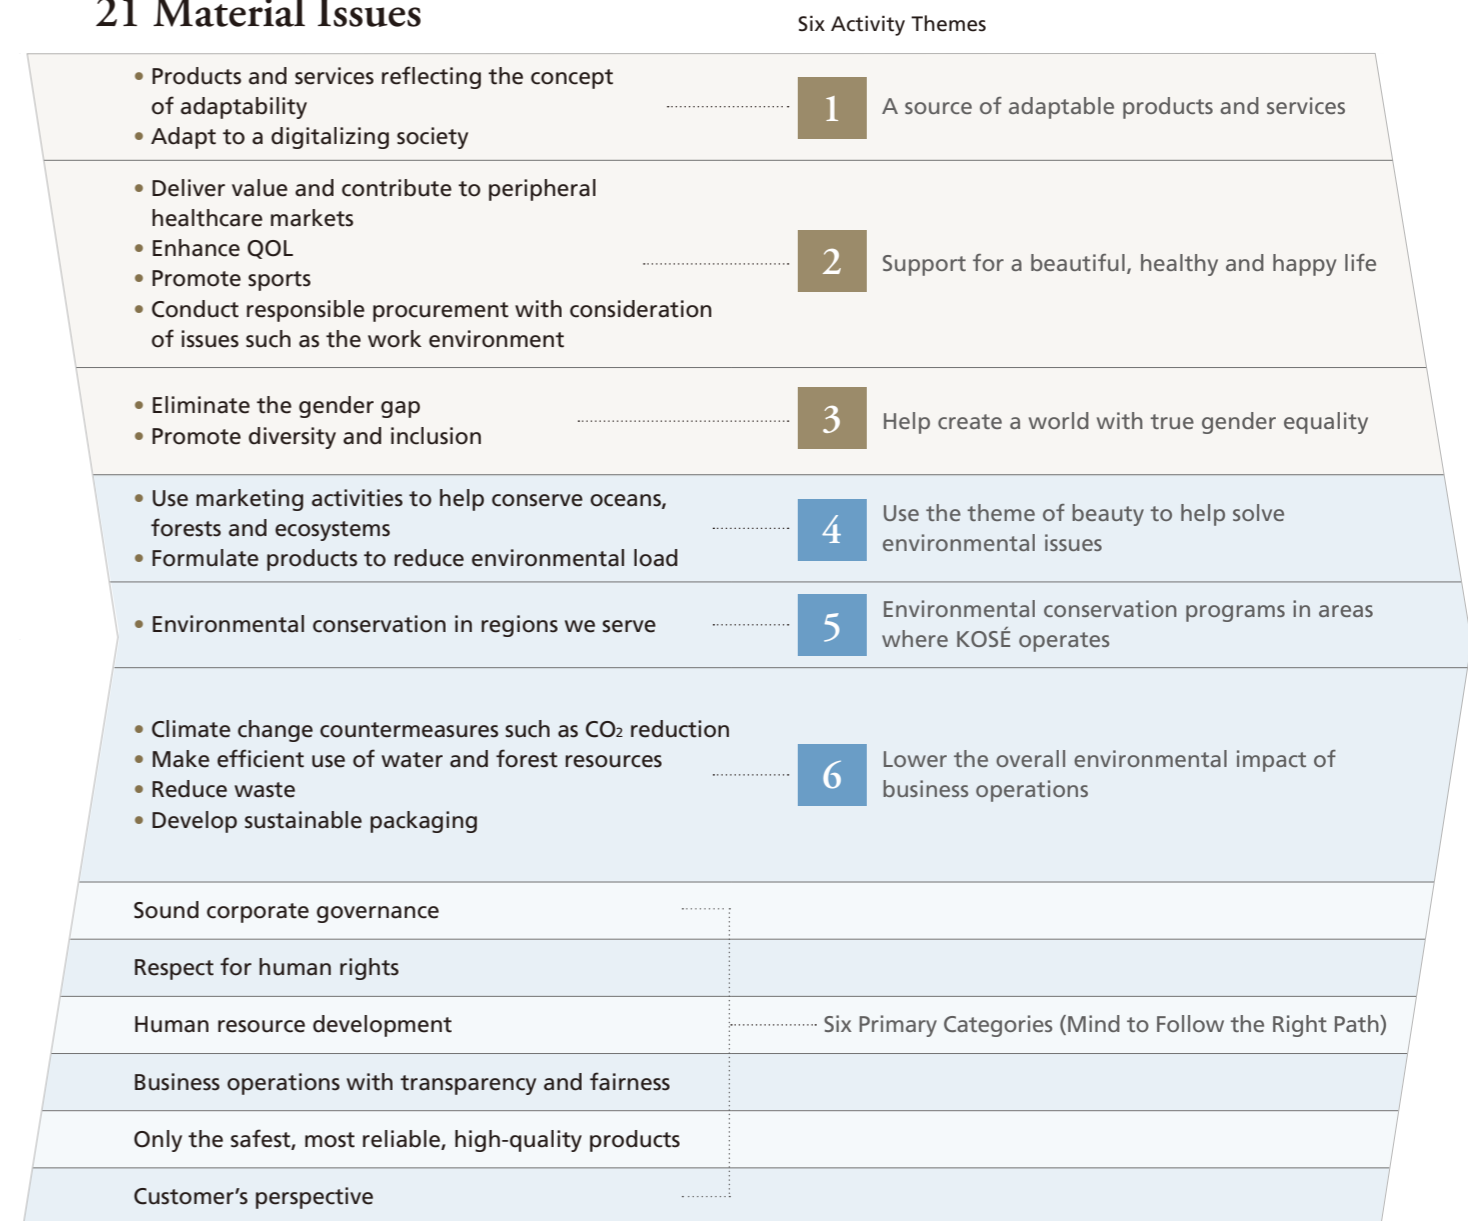 21 Material Issues
Six Activity Themes
• Products and services reflecting the concept
of adaptability
• Adapt to a digitalizing society
1
A source of adaptable products and services
• Deliver value and contribute to peripheral
healthcare markets
• Enhance QOL
• Promote sports
• Conduct responsible procurement with consideration
of issues such as the work environment
2
Support for a beautiful, healthy and happy life
• Eliminate the gender gap
• Promote diversity and inclusion
3
Help create a world with true gender equality
• Use marketing activities to help conserve oceans,
forests and ecosystems
• Formulate products to reduce environmental load
4
Use the theme of beauty to help solve
environmental issues
• Environmental conservation in regions we serve
5
Environmental conservation programs in areas
where KOSÉ operates
• Climate change countermeasures such as CO₂ reduction
• Make efficient use of water and forest resources
• Reduce waste
• Develop sustainable packaging
6
Lower the overall environmental impact of
business operations
Sound corporate governance
Respect for human rights
Human resource development
Six Primary Categories (Mind to Follow the Right Path)
Business operations with transparency and fairness
Only the safest, most reliable, high-quality products
Customer’s perspective